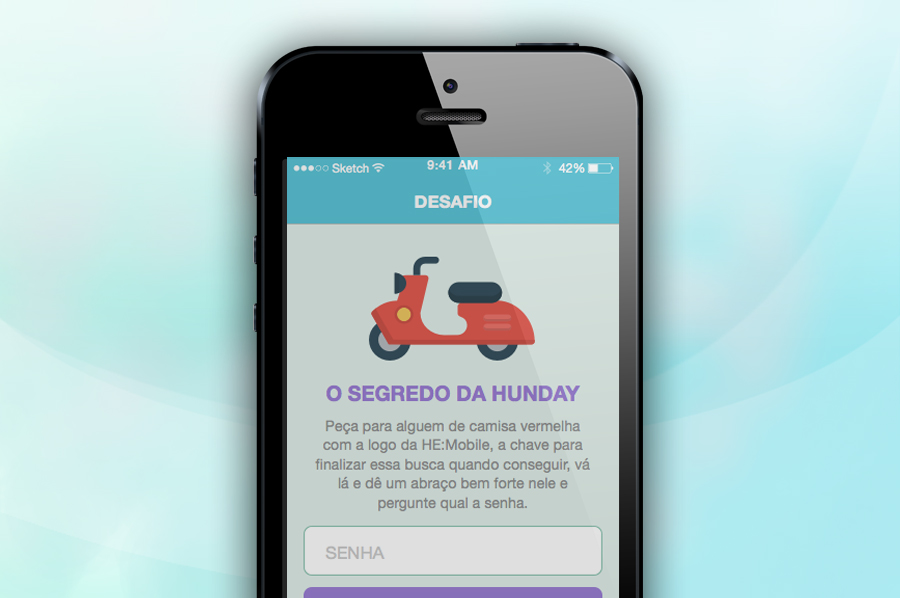 Sketch 9:41 AM 42%
DESAFIO
O SEGREDO DA HUNDAY
Peça para alguem de camisa vermelha
com a logo da HE:Mobile, a chave para
finalizar essa busca quando conseguir, vá
lá e dê um abraço bem forte nele e
pergunte qual a senha.
SENHA